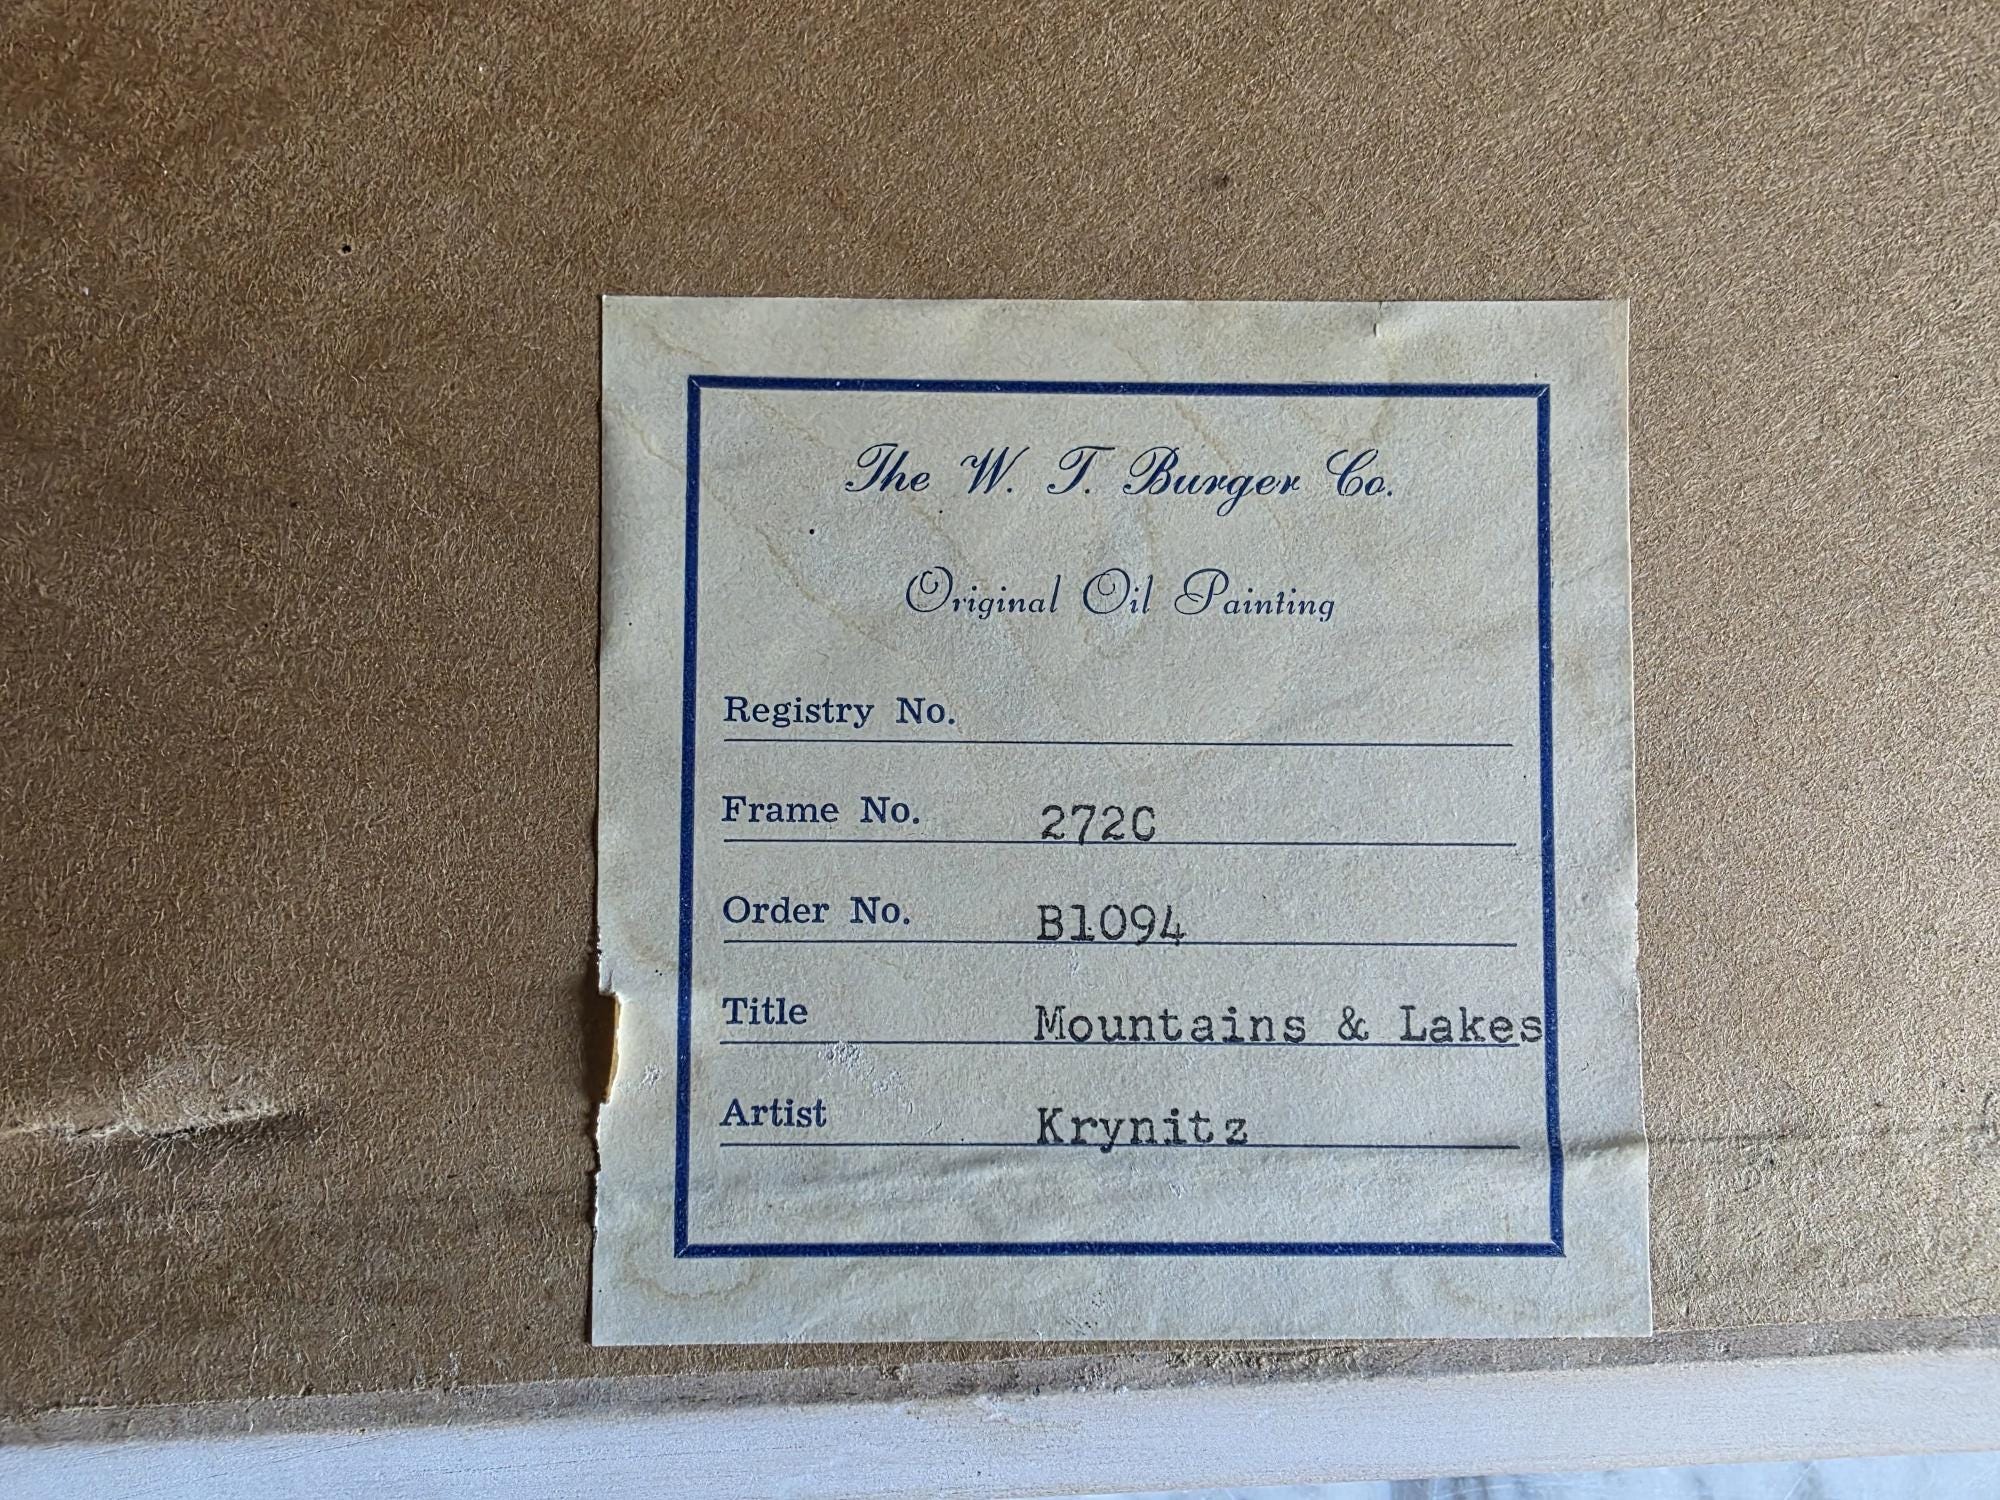 The W. T. Burger Co.
Original Oil Painting
Registry No.
Frame No. 272C
Order No. B1094
Title Mountains & Lakes
Artist Krynitz